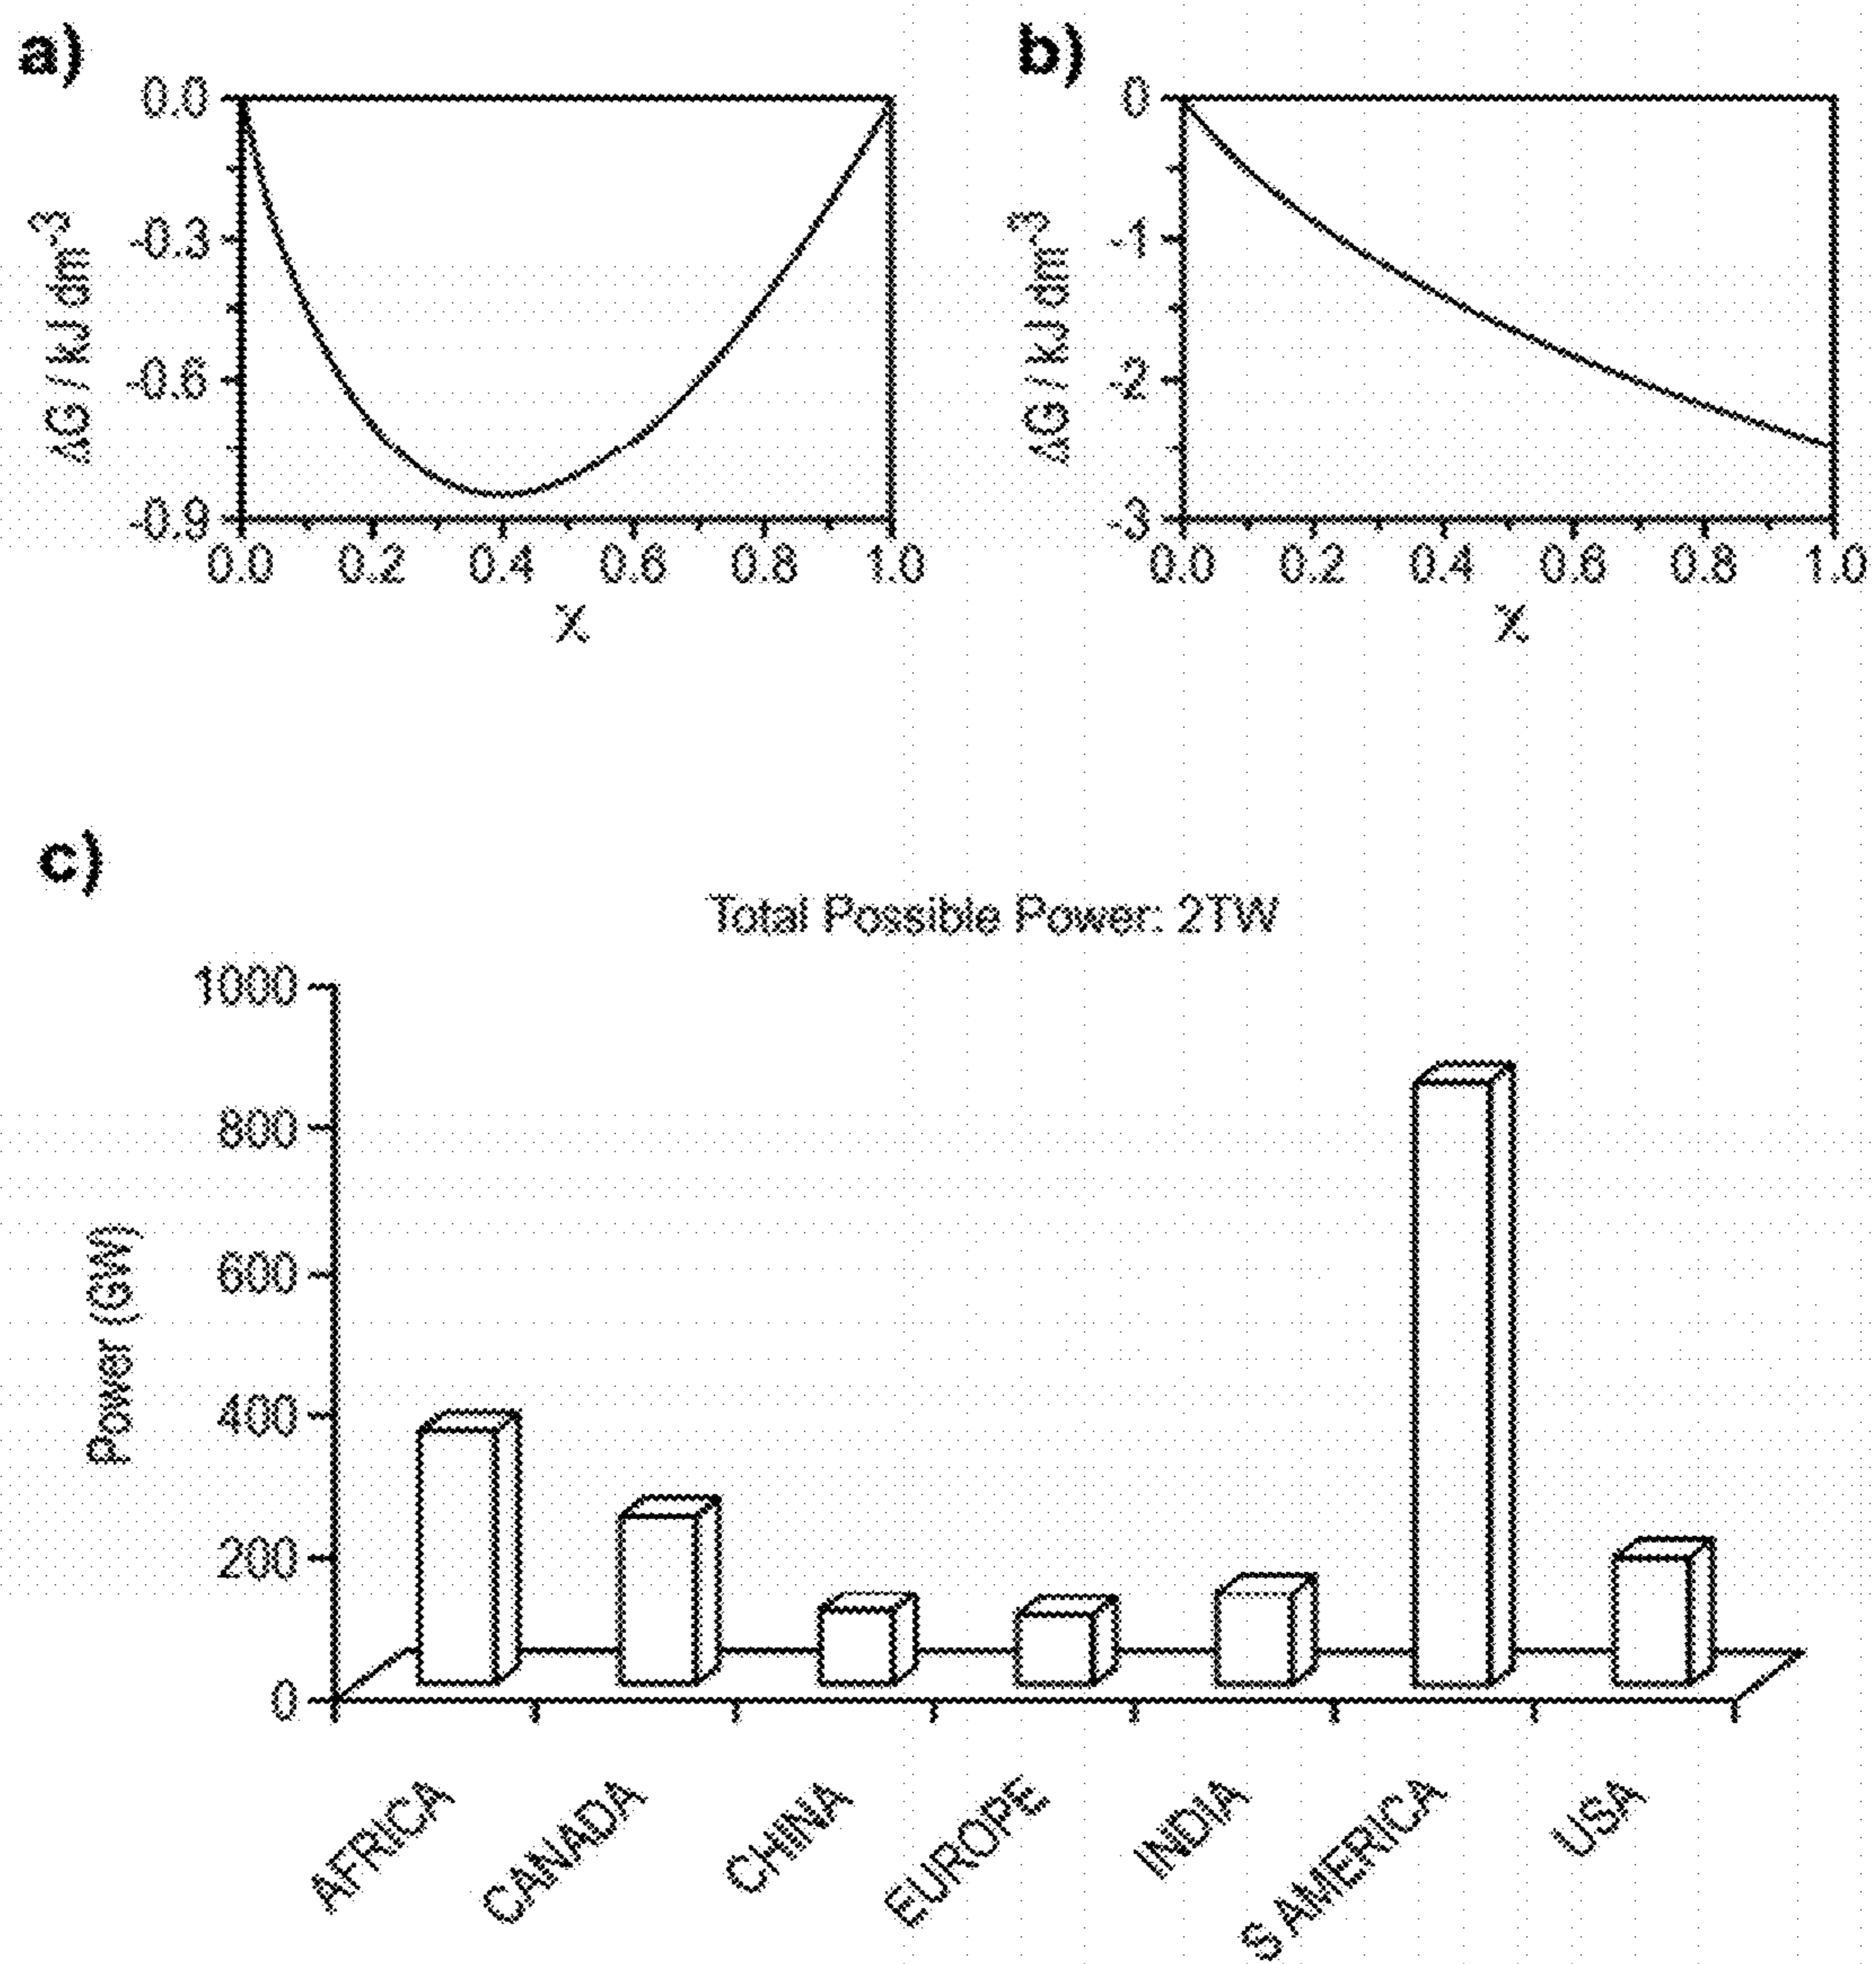 a)
0.0
-0.3
-0.6
-0.9
ΔG / kJ dm⁻³
0.0 0.2 0.4 0.6 0.8 1.0
χ
b)
0
-1
-2
-3
ΔG / kJ dm⁻³
0.0 0.2 0.4 0.6 0.8 1.0
χ
c)
Total Possible Power: 2TW
1000
800
600
400
200
0
Power (GW)
AFRICA
CANADA
CHINA
EUROPE
INDIA
S AMERICA
USA